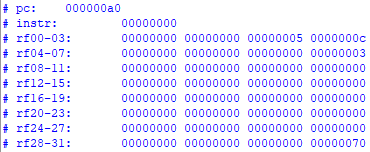 # pc: 000000a0
# instr: 00000000
# rf00-03: 00000000 00000000 00000005 0000000c
# rf04-07: 00000000 00000000 00000000 00000003
# rf08-11: 00000000 00000000 00000000 00000000
# rf12-15: 00000000 00000000 00000000 00000000
# rf16-19: 00000000 00000000 00000000 00000000
# rf20-23: 00000000 00000000 00000000 00000000
# rf24-27: 00000000 00000000 00000000 00000000
# rf28-31: 00000000 00000000 00000000 00000070